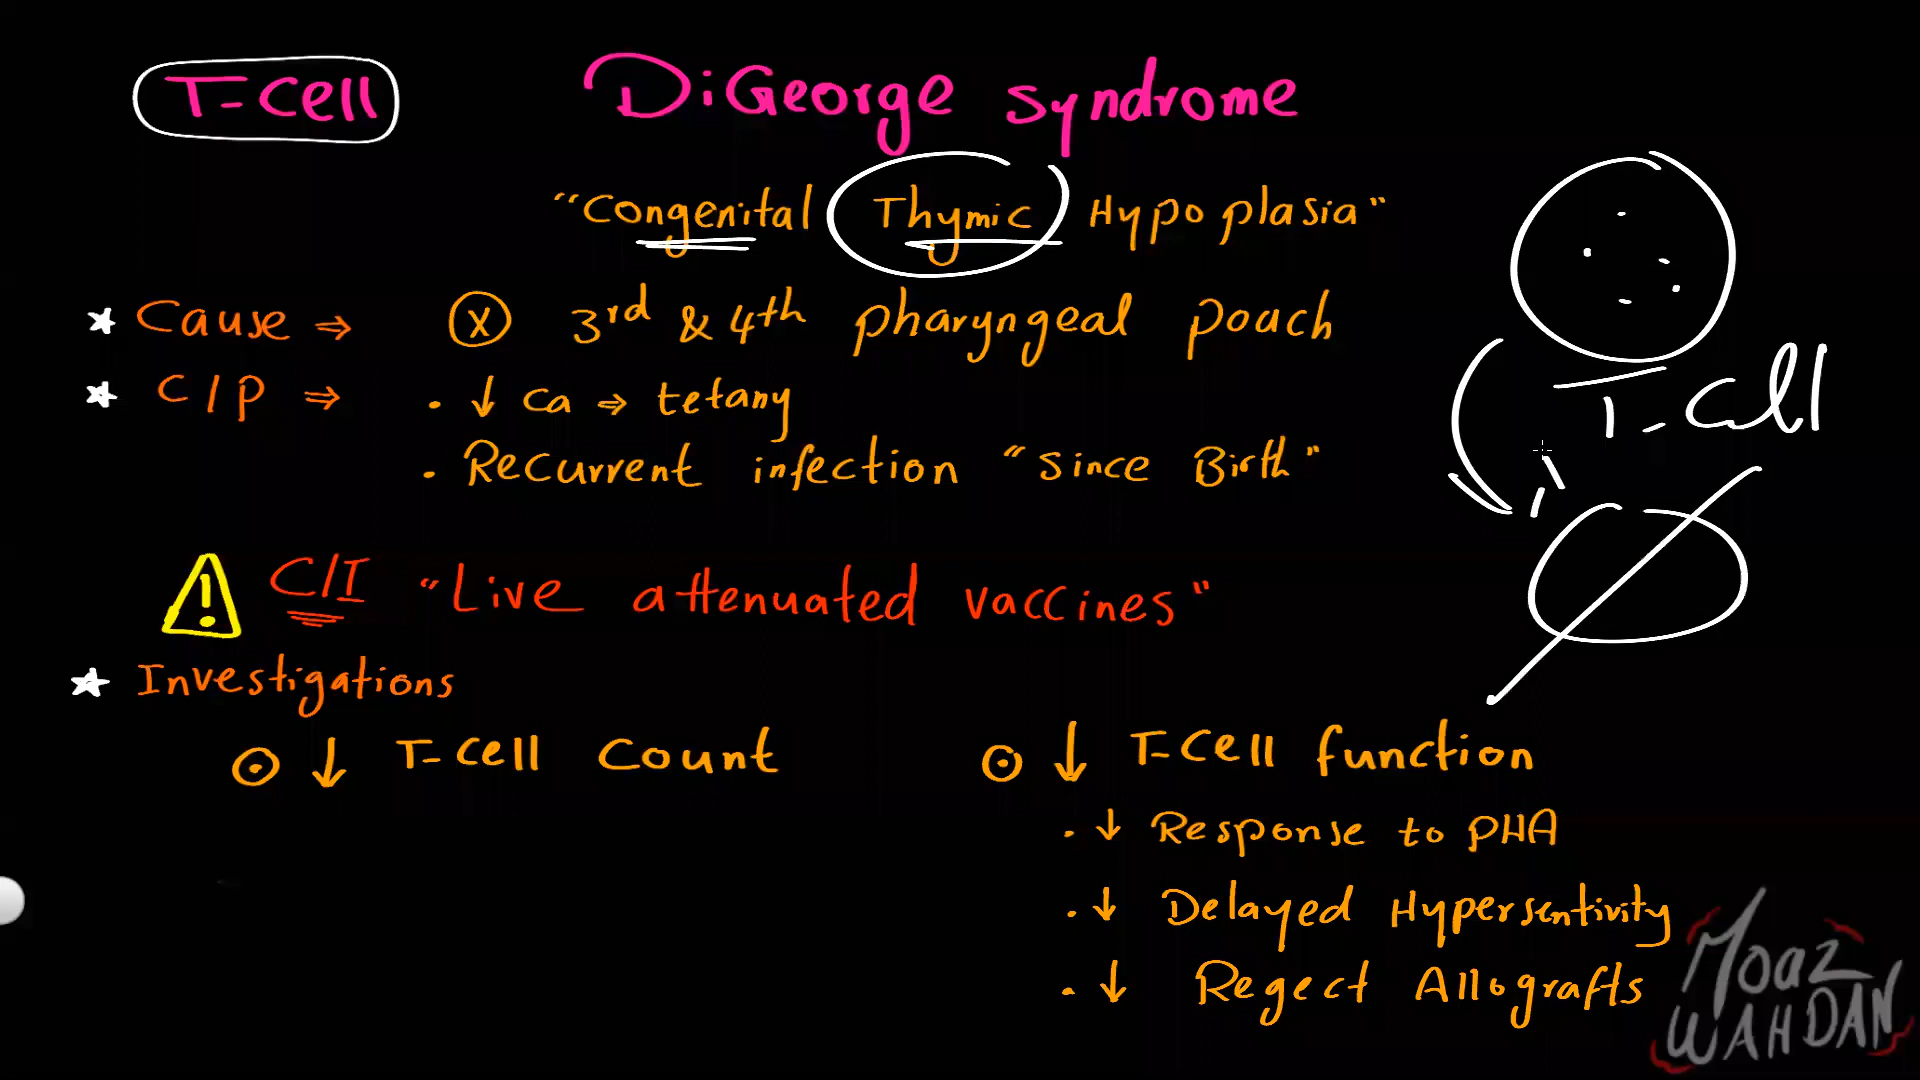 T-Cell DiGeorge syndrome
"Congenital Thymic Hypoplasia"
Cause ⇒ (X) 3rd & 4th pharyngeal pouch
C/P ⇒ . ↓ Ca ⇒ tetany
. Recurrent infection "since Birth"
T-Cell
C/I "Live attenuated vaccines"
Investigations
↓ T-Cell Count
↓ T-Cell function
. ↓ Response to PHA
. ↓ Delayed Hypersentivity
. ↓ Regect Allografts
Moaz
WAHDAN